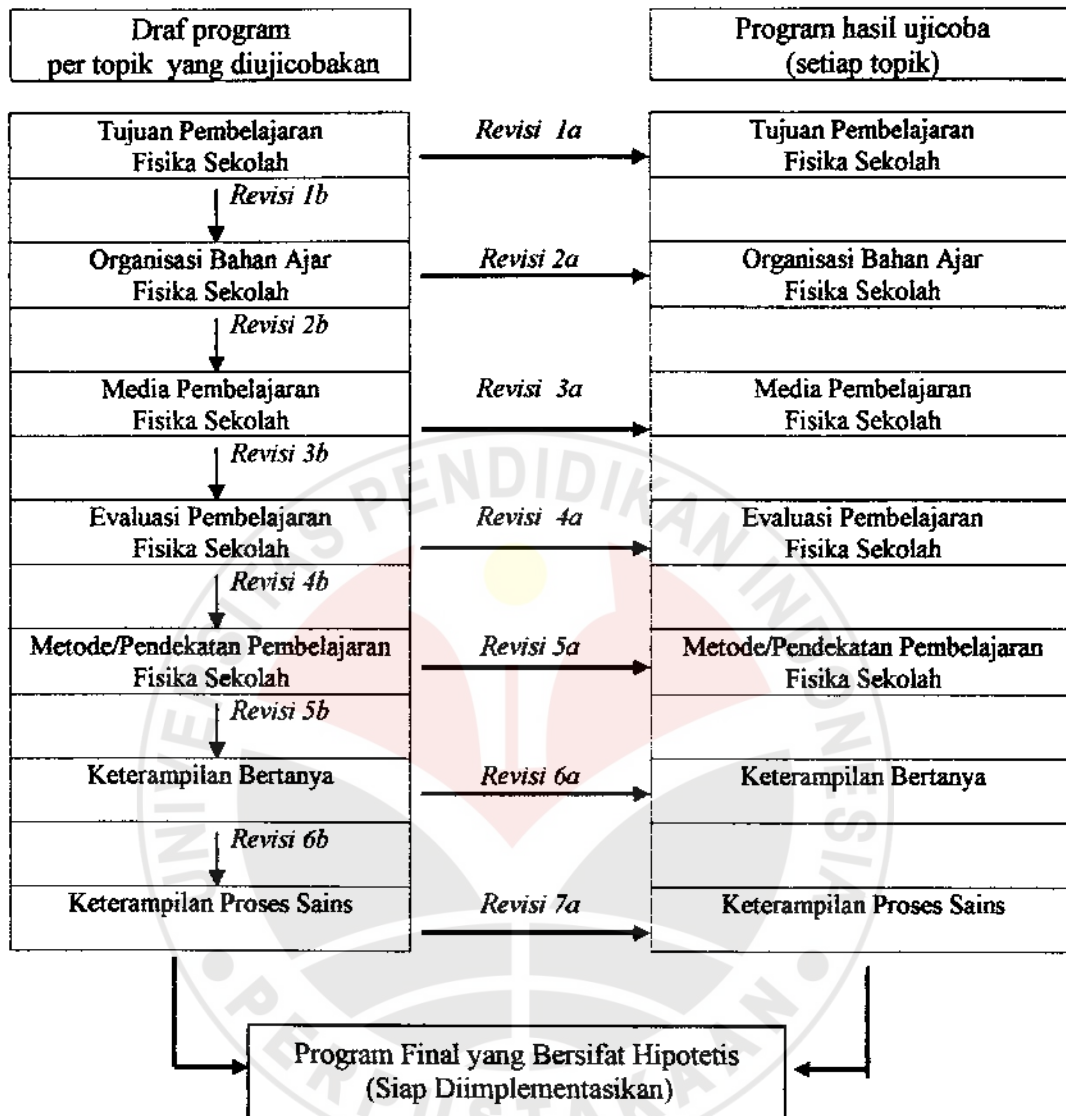 Draf program
per topik yang diujicobakan
Program hasil ujicoba
(setiap topik)
Tujuan Pembelajaran
Fisika Sekolah
Revisi 1a
Tujuan Pembelajaran
Fisika Sekolah
Revisi 1b
Organisasi Bahan Ajar
Fisika Sekolah
Revisi 2a
Organisasi Bahan Ajar
Fisika Sekolah
Revisi 2b
Media Pembelajaran
Fisika Sekolah
Revisi 3a
Media Pembelajaran
Fisika Sekolah
Revisi 3b
Evaluasi Pembelajaran
Fisika Sekolah
Revisi 4a
Evaluasi Pembelajaran
Fisika Sekolah
Revisi 4b
Metode/Pendekatan Pembelajaran
Fisika Sekolah
Revisi 5a
Metode/Pendekatan Pembelajaran
Fisika Sekolah
Revisi 5b
Keterampilan Bertanya
Revisi 6a
Keterampilan Bertanya
Revisi 6b
Keterampilan Proses Sains
Revisi 7a
Keterampilan Proses Sains
Program Final yang Bersifat Hipotetis
(Siap Diimplementasikan)
UNIVERSITAS PENDIDIKAN INDONESIA
PERPUSTAKAAN